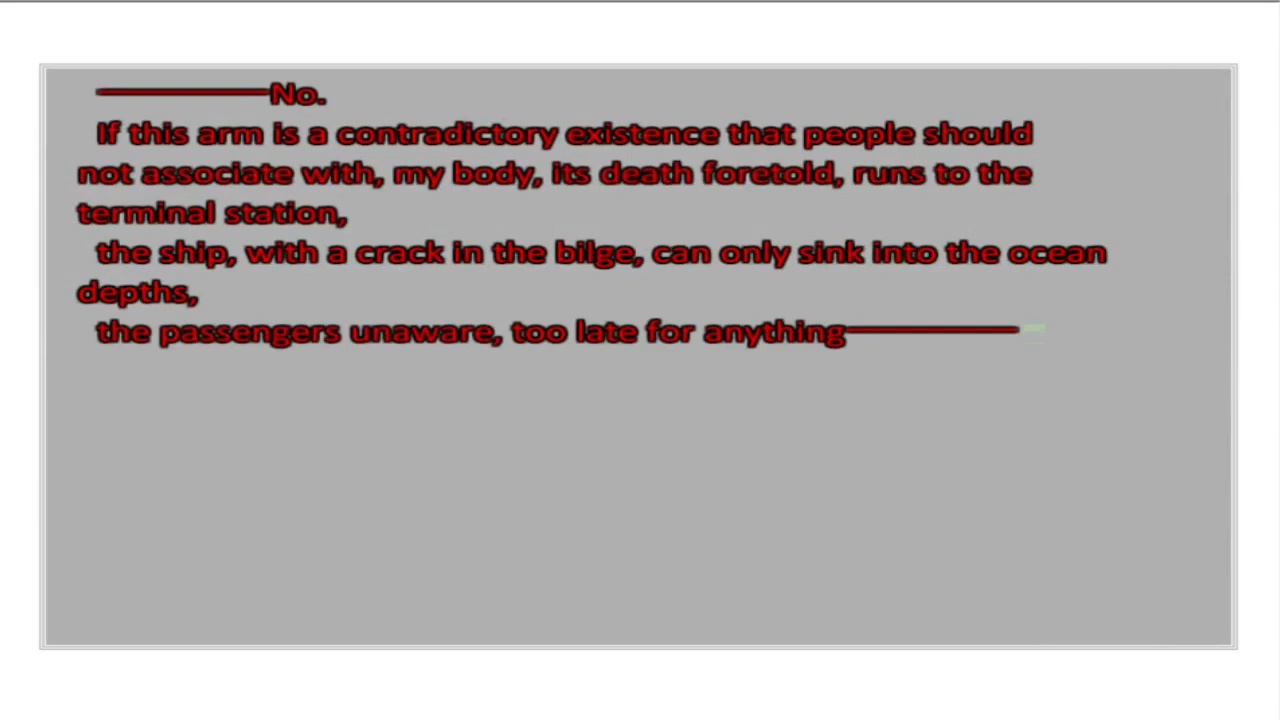 —————No.
If this arm is a contradictory existence that people should
not associate with, my body, its death foretold, runs to the
terminal station,
the ship, with a crack in the bilge, can only sink into the ocean
depths,
the passengers unaware, too late for anything—————